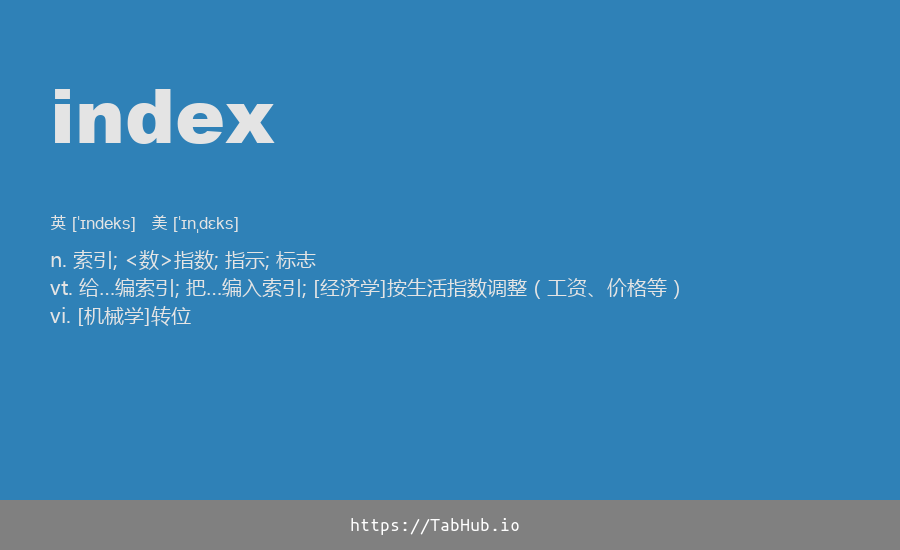 index
英 [ˈɪndeks] 美 [ˈɪnˌdɛks]
n. 索引; <数>指数; 指示; 标志
vt. 给…编索引; 把…编入索引; [经济学]按生活指数调整（工资、价格等）
vi. [机械学]转位
https://TabHub.io